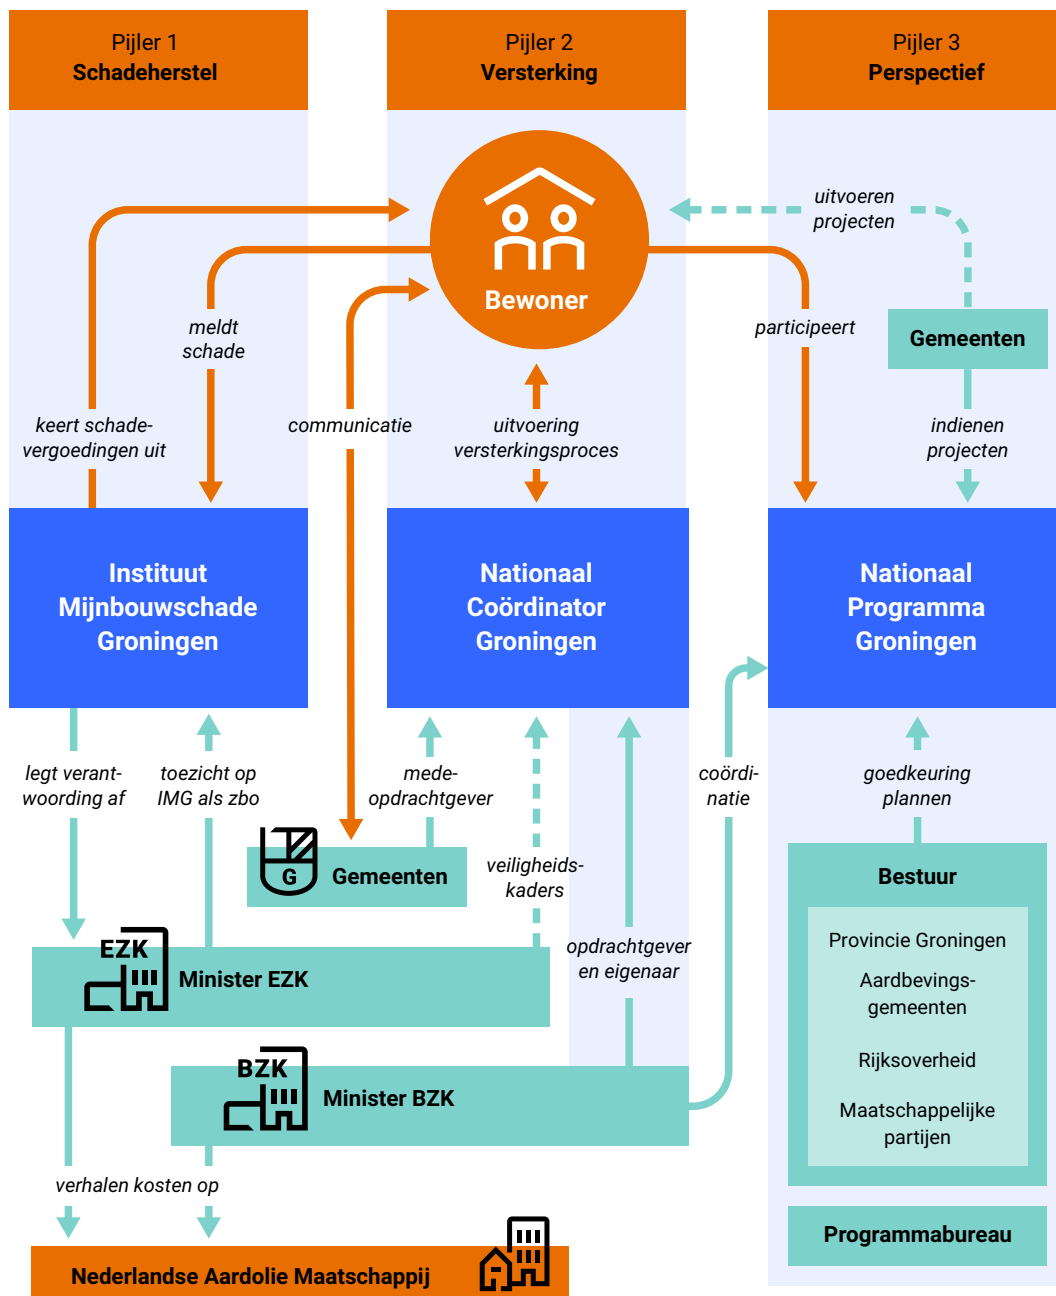 Pijler 1
Schadeherstel
Pijler 2
Versterking
Pijler 3
Perspectief
Bewoner
uitvoeren
projecten
meldt
schade
participeert
Gemeenten
keert schade-
vergoedingen uit
communicatie
uitvoering
versterkingsproces
indienen
projecten
Instituut
Mijnbouwschade
Groningen
Nationaal
Coördinator
Groningen
Nationaal
Programma
Groningen
legt verant-
woording af
toezicht op
IMG als zbo
mede-
opdrachtgever
coördi-
natie
goedkeuring
plannen
G
Gemeenten
veiligheids-
kaders
Bestuur
Provincie Groningen
Aardbevings-
gemeenten
Rijksoverheid
Maatschappelijke
partijen
opdrachtgever
en eigenaar
EZK
Minister EZK
BZK
Minister BZK
verhalen kosten op
Programmabureau
Nederlandse Aardolie Maatschappij